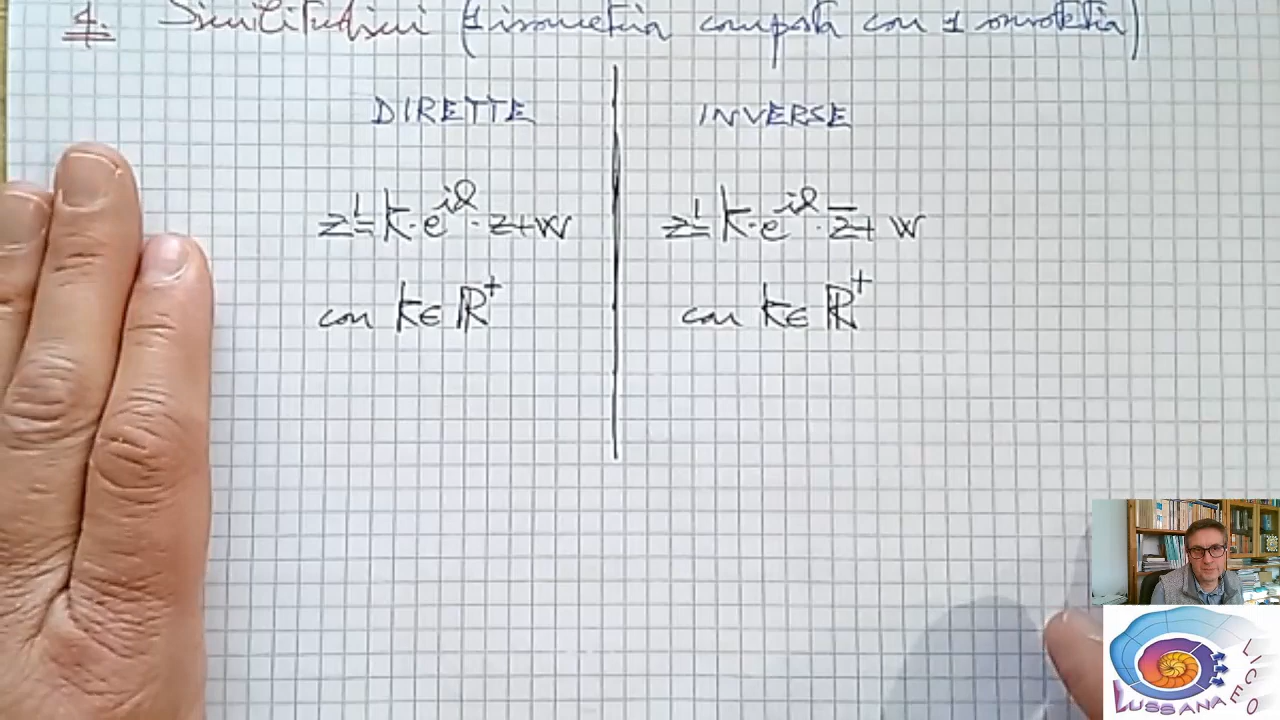 4. Similitudini (1 isometria composta con 1 omotetia)
DIRETTE
z' = k · e^{iϑ} · z + w
con k ∈ ℝ⁺
INVERSE
z' = k · e^{iϑ} · z̅ + w
con k ∈ ℝ⁺
LICEO
LUSSANA